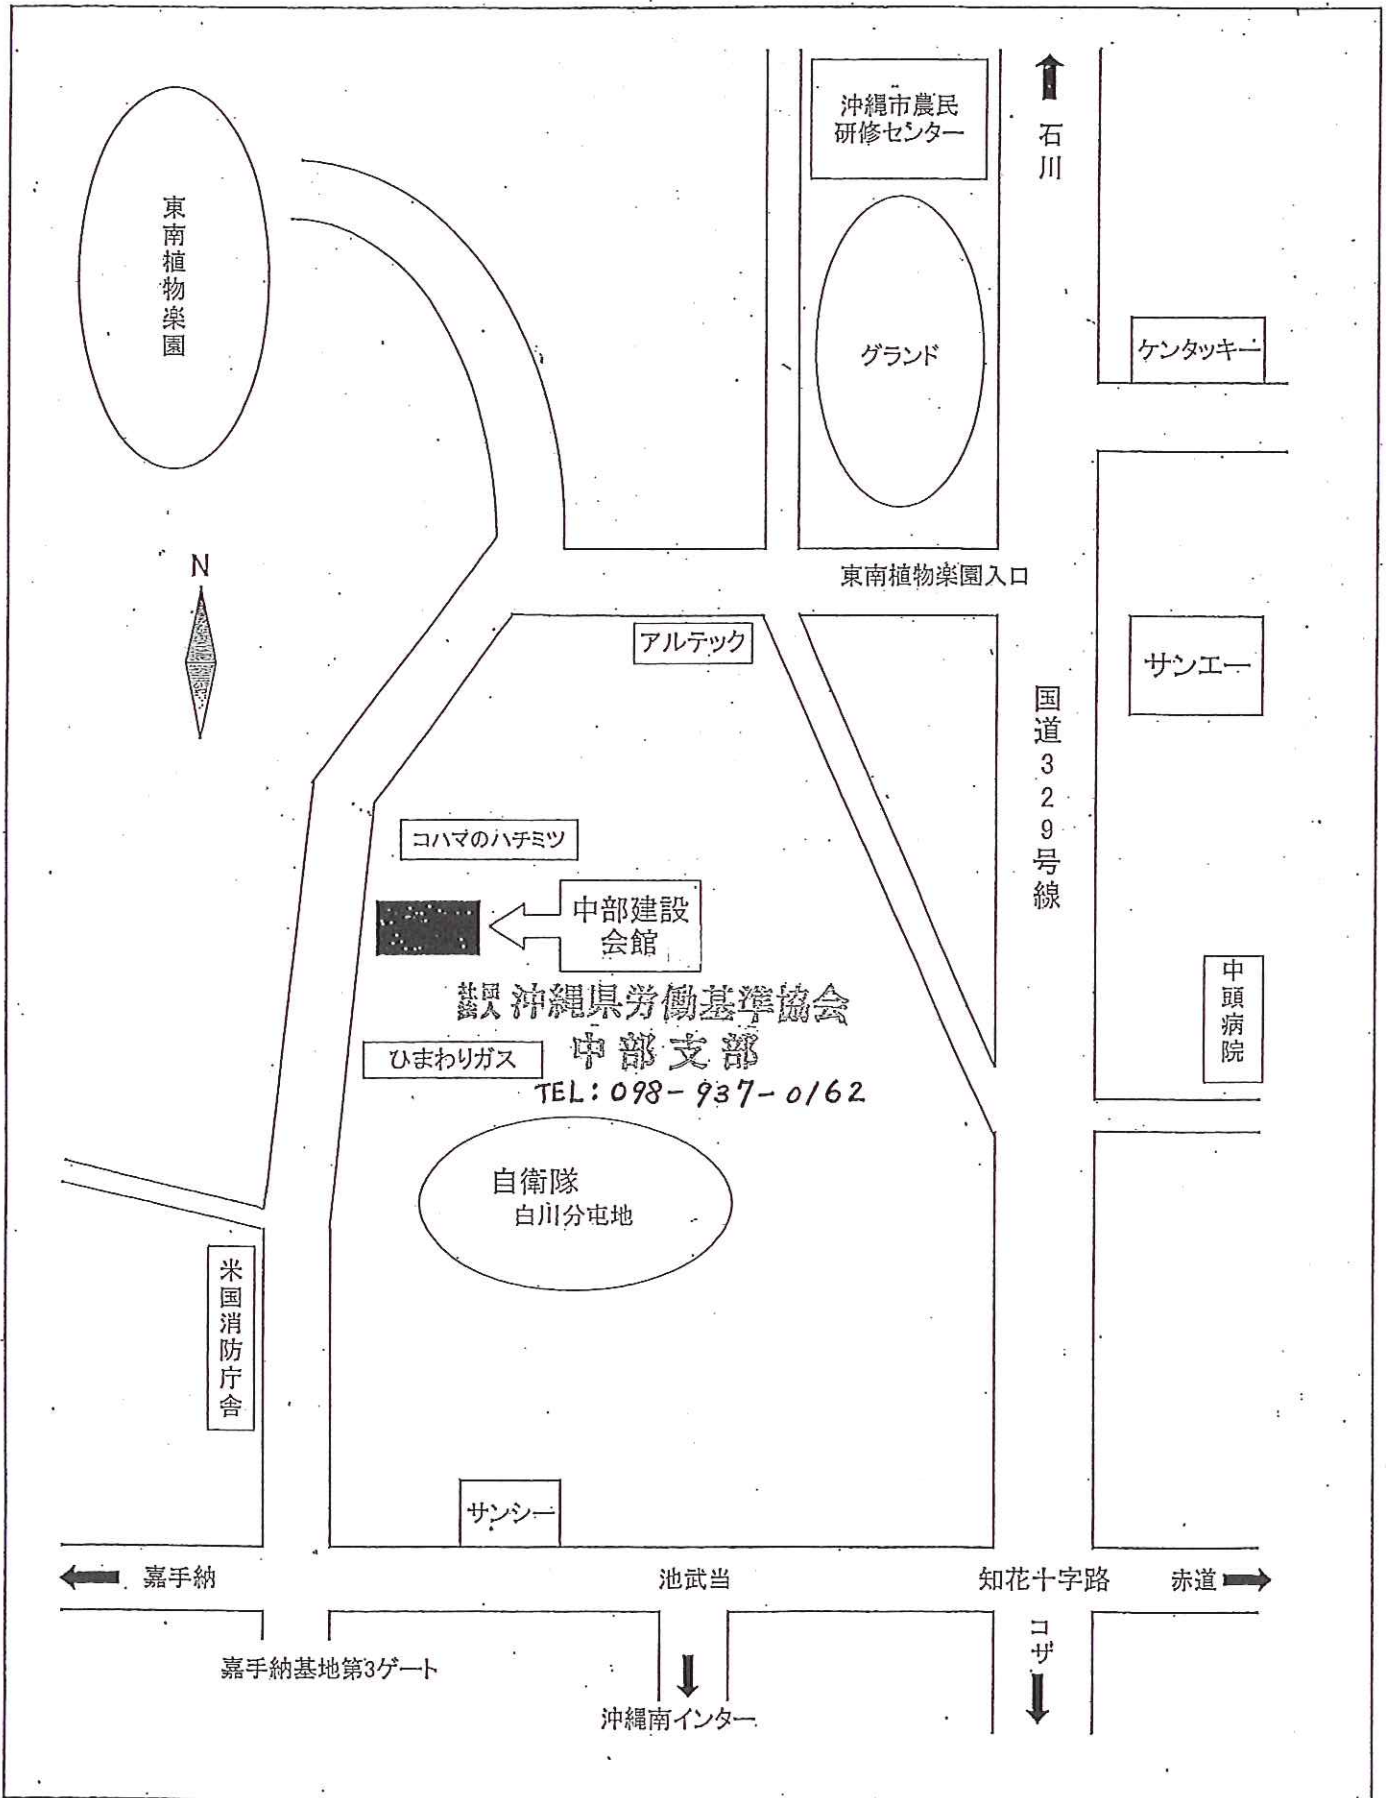 沖縄市農民
研修センター
石川
東南植物楽園
グランド
ケンタッキー
N
東南植物楽園入口
アルテック
サンエー
国道329号線
コハマのハチミツ
中部建設
会館
沖縄県労働基準協会
中部支部
TEL:098-937-0162
ひまわりガス
中頭病院
自衛隊
白川分屯地
米国消防庁舎
サンシー
嘉手納
池武当
知花十字路
赤道
コザ
嘉手納基地第3ゲート
沖縄南インター